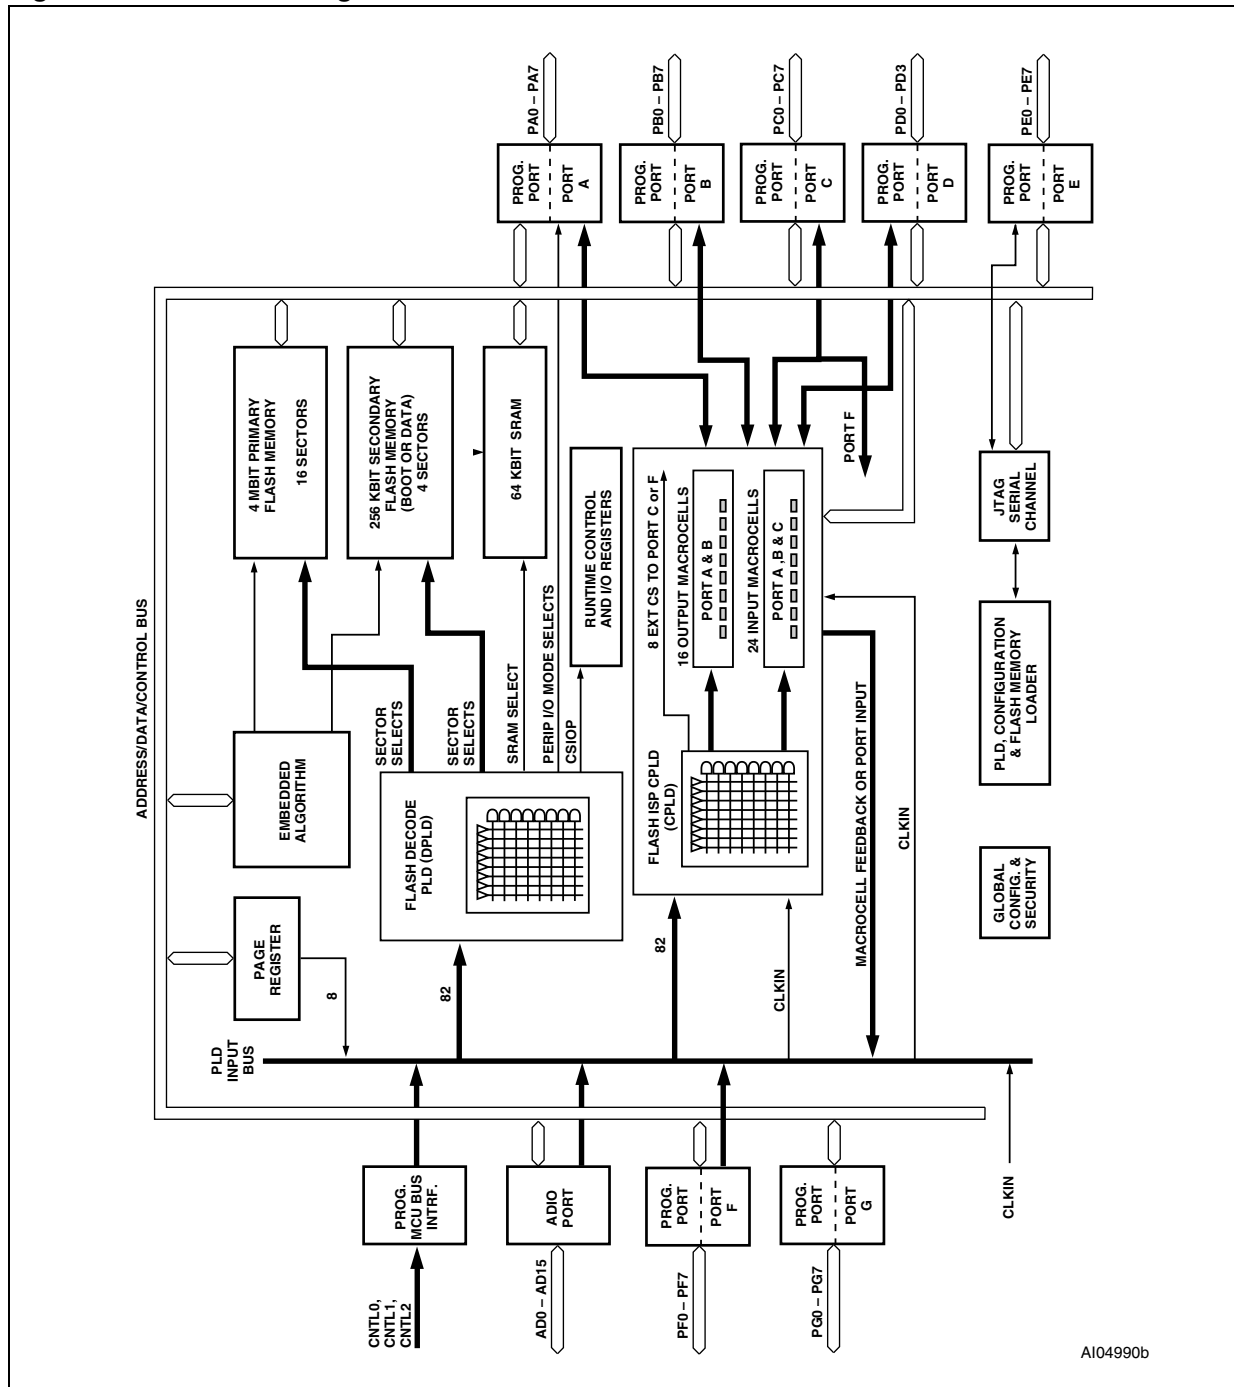 PA0 – PA7
PB0 – PB7
PC0 – PC7
PD0 – PD3
PE0 – PE7
PROG.
PORT
PORT
A
PROG.
PORT
PORT
B
PROG.
PORT
PORT
C
PROG.
PORT
PORT
D
PROG.
PORT
PORT
E
ADDRESS/DATA/CONTROL BUS
4 MBIT PRIMARY
FLASH MEMORY
16 SECTORS
256 KBIT SECONDARY
FLASH MEMORY
(BOOT OR DATA)
4 SECTORS
64 KBIT SRAM
RUNTIME CONTROL
AND I/O REGISTERS
PORT F
8 EXT CS TO PORT C or F
16 OUTPUT MACROCELLS
PORT A & B
24 INPUT MACROCELLS
PORT A ,B & C
JTAG
SERIAL
CHANNEL
EMBEDDED
ALGORITHM
SECTOR
SELECTS
SECTOR
SELECTS
SRAM SELECT
PERIP I/O MODE SELECTS
CSIOP
FLASH DECODE
PLD (DPLD)
FLASH ISP CPLD
(CPLD)
MACROCELL FEEDBACK OR PORT INPUT
CLKIN
PLD, CONFIGURATION
& FLASH MEMORY
LOADER
GLOBAL
CONFIG. &
SECURITY
PAGE
REGISTER
8
82
82
CLKIN
PLD
INPUT
BUS
PROG.
MCU BUS
INTRF.
ADIO
PORT
PROG.
PORT
PORT
F
PROG.
PORT
PORT
G
CLKIN
CNTL0,
CNTL1,
CNTL2
AD0 – AD15
PF0 – PF7
PG0 – PG7
AI04990b